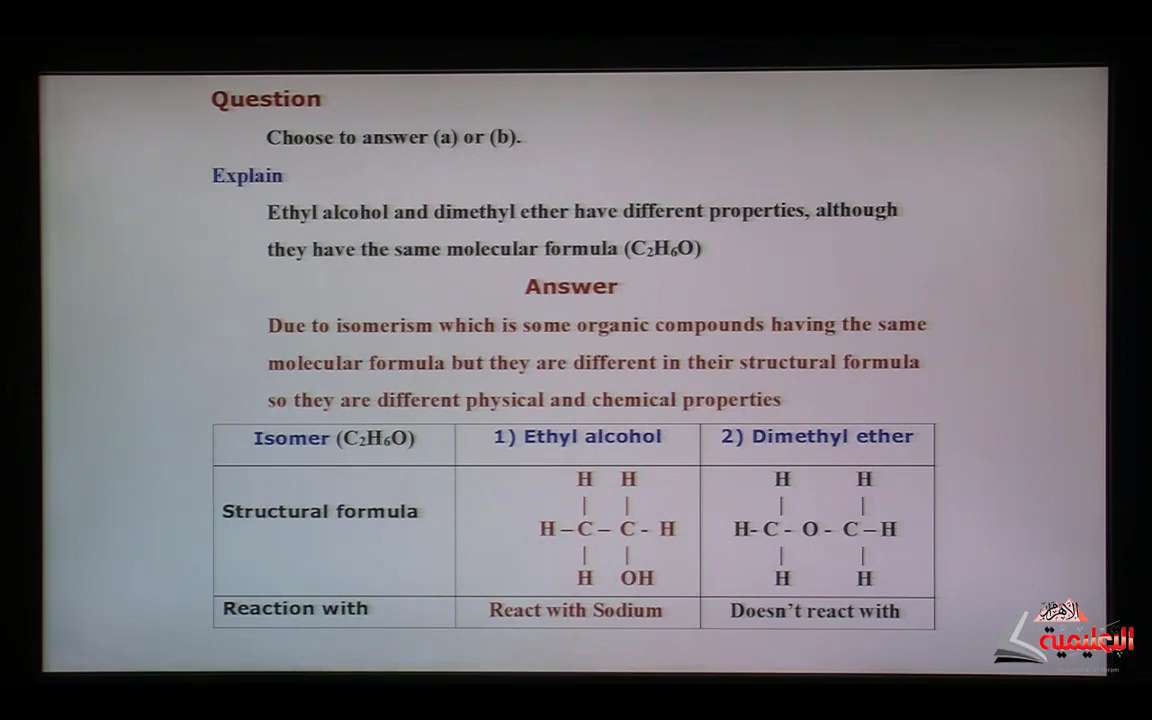 Question
Choose to answer (a) or (b).
Explain
Ethyl alcohol and dimethyl ether have different properties, although
they have the same molecular formula (C₂H₆O)
Answer
Due to isomerism which is some organic compounds having the same
molecular formula but they are different in their structural formula
so they are different physical and chemical properties
Isomer (C₂H₆O) 1) Ethyl alcohol 2) Dimethyl ether
H H H H
| | | |
Structural formula
H – C – C - H H- C - O - C – H
| | | |
H OH H H
Reaction with React with Sodium Doesn't react with
الأهرام
التعليمية